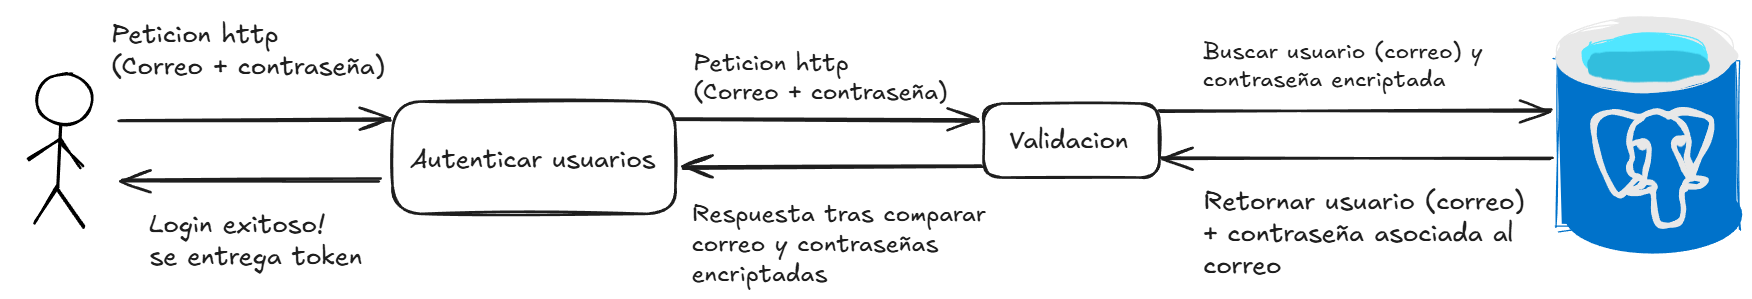 Peticion http
(Correo + contraseña)
Autenticar usuarios
Login exitoso!
se entrega token
Peticion http
(Correo + contraseña)
Respuesta tras comparar
correo y contraseñas
encriptadas
Validacion
Buscar usuario (correo) y
contraseña encriptada
Retornar usuario (correo)
+ contraseña asociada al
correo